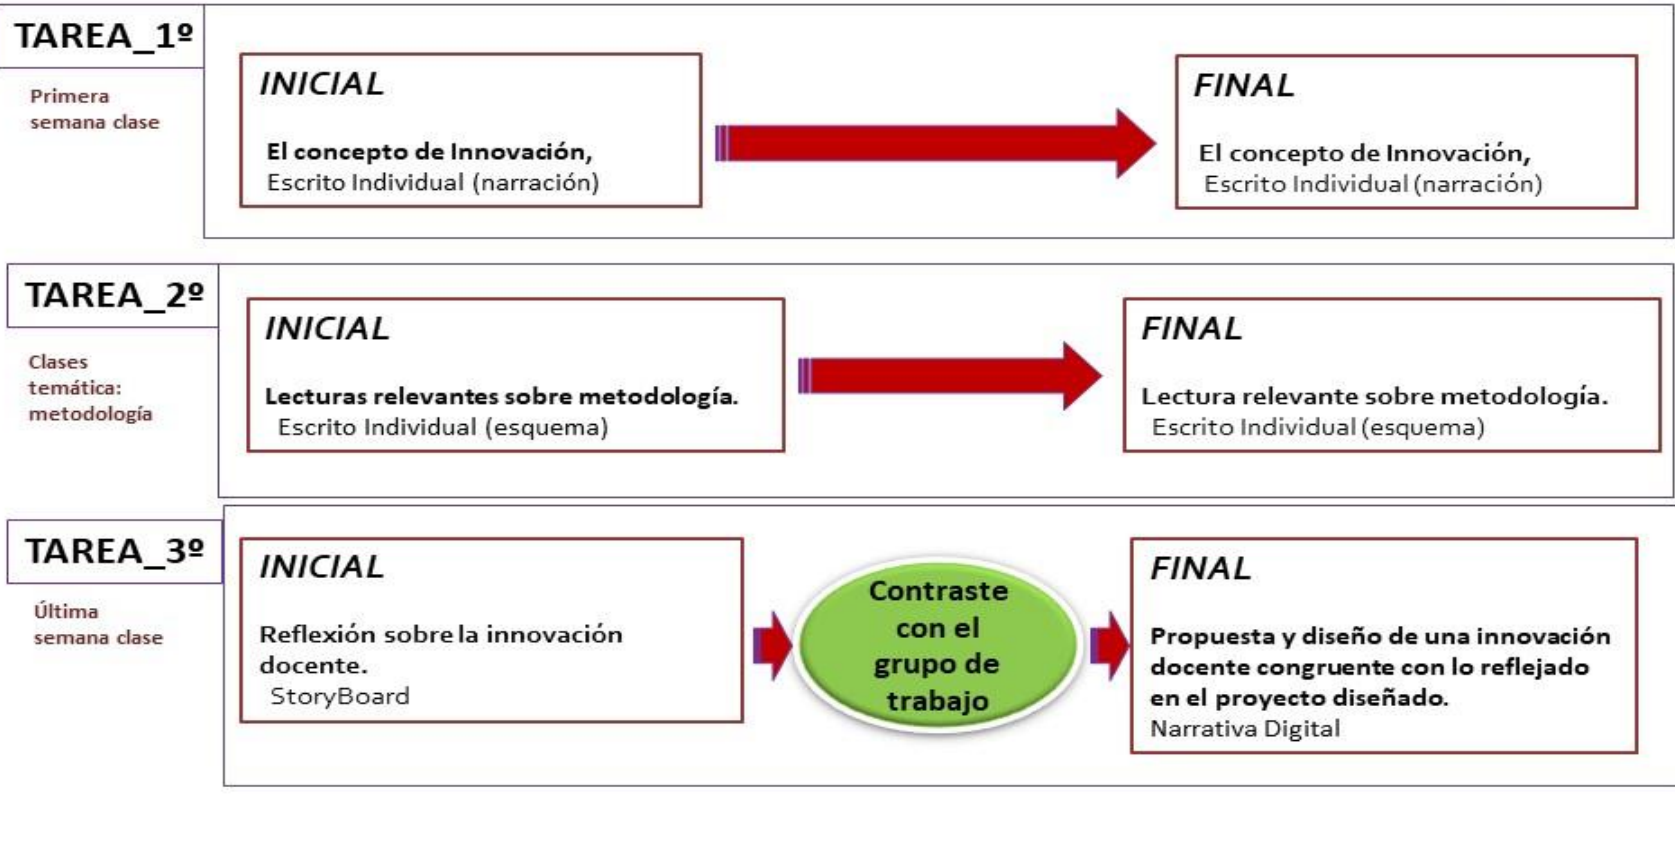 TAREA_1º
Primera
semana clase
INICIAL
El concepto de Innovación,
Escrito Individual (narración)
FINAL
El concepto de Innovación,
Escrito Individual (narración)
TAREA_2º
Clases
temática:
metodología
INICIAL
Lecturas relevantes sobre metodología.
Escrito Individual (esquema)
FINAL
Lectura relevante sobre metodología.
Escrito Individual (esquema)
TAREA_3º
Última
semana clase
INICIAL
Reflexión sobre la innovación
docente.
StoryBoard
Contraste
con el
grupo de
trabajo
FINAL
Propuesta y diseño de una innovación
docente congruente con lo reflejado
en el proyecto diseñado.
Narrativa Digital